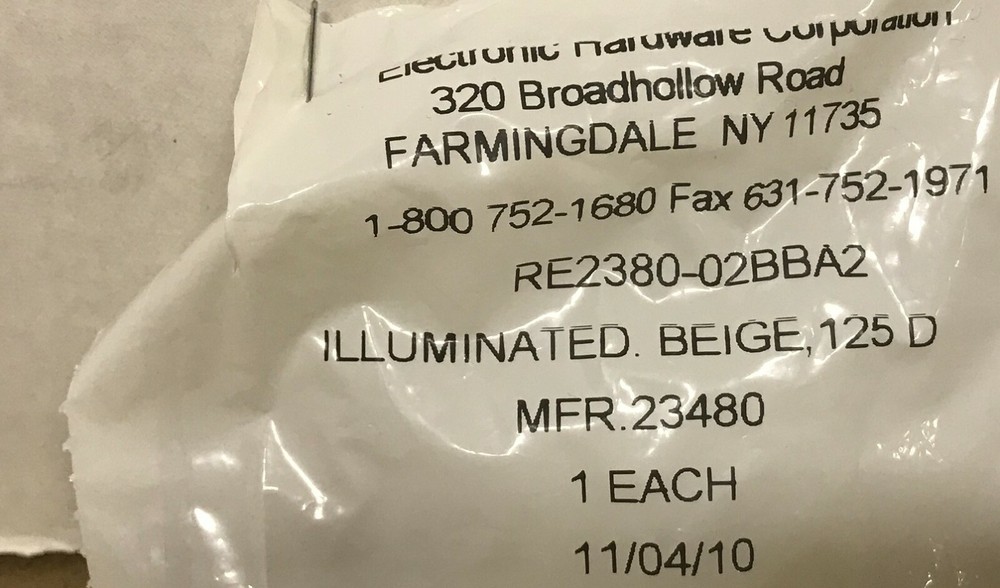 Electronic Hardware Corporation
320 Broadhollow Road
FARMINGDALE NY 11735
1-800 752-1680 Fax 631-752-1971
RE2380-02BBA2
ILLUMINATED. BEIGE, 125 D
MFR.23480
1 EACH
11/04/10